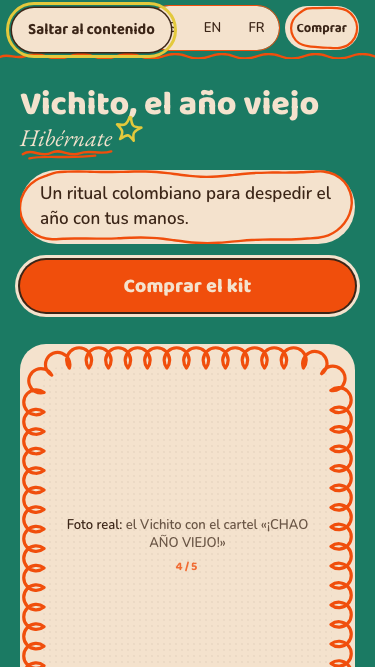 Saltar al contenido
EN
FR
Comprar
Vichito, el año viejo
Hibérnate
Un ritual colombiano para despedir el
año con tus manos.
Comprar el kit
Foto real: el Vichito con el cartel «¡CHAO
AÑO VIEJO!»
4 / 5